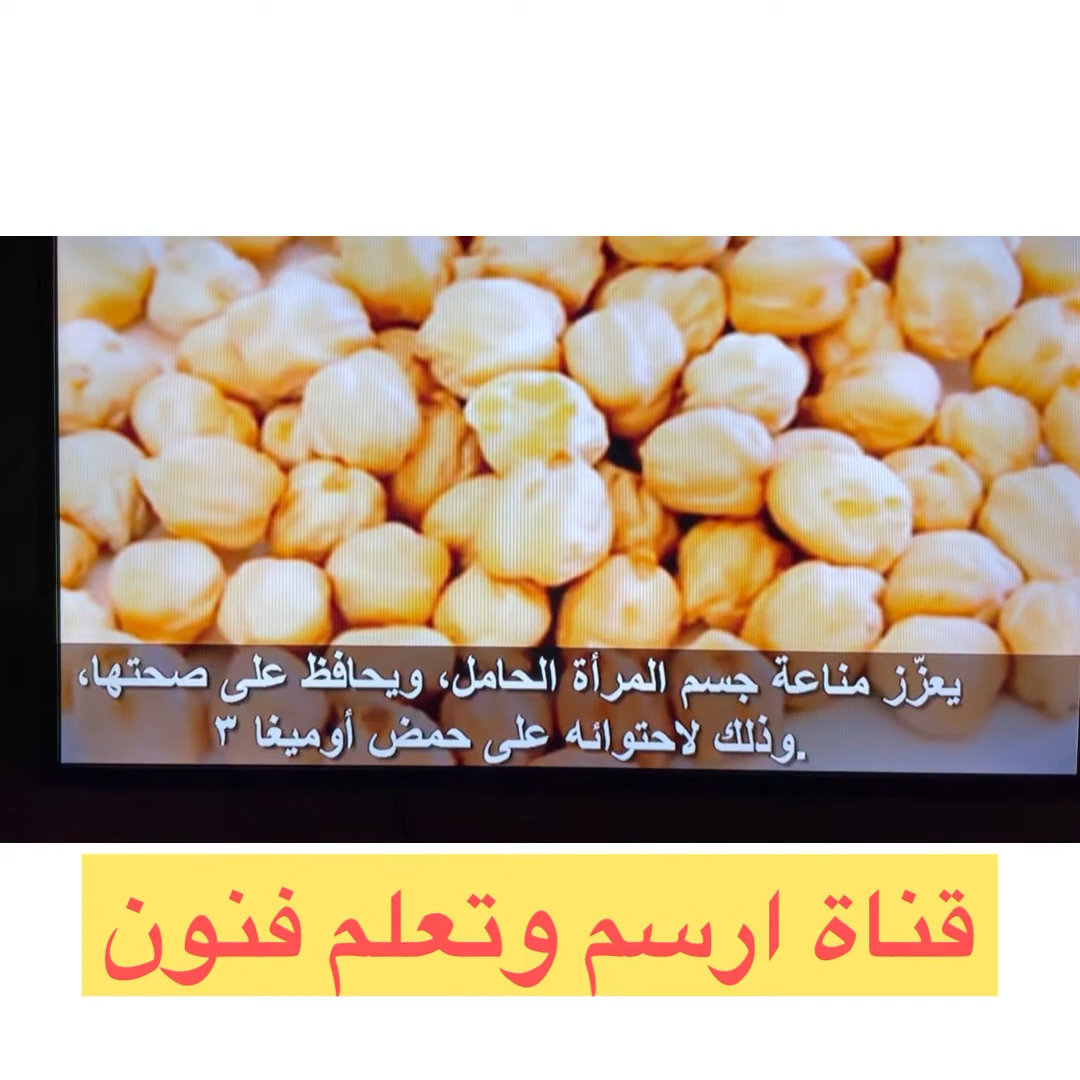 يعزّز مناعة جسم المرأة الحامل، ويحافظ على صحتها،
.وذلك لاحتوائه على حمض أوميغا ٣
قناة ارسم وتعلم فنون